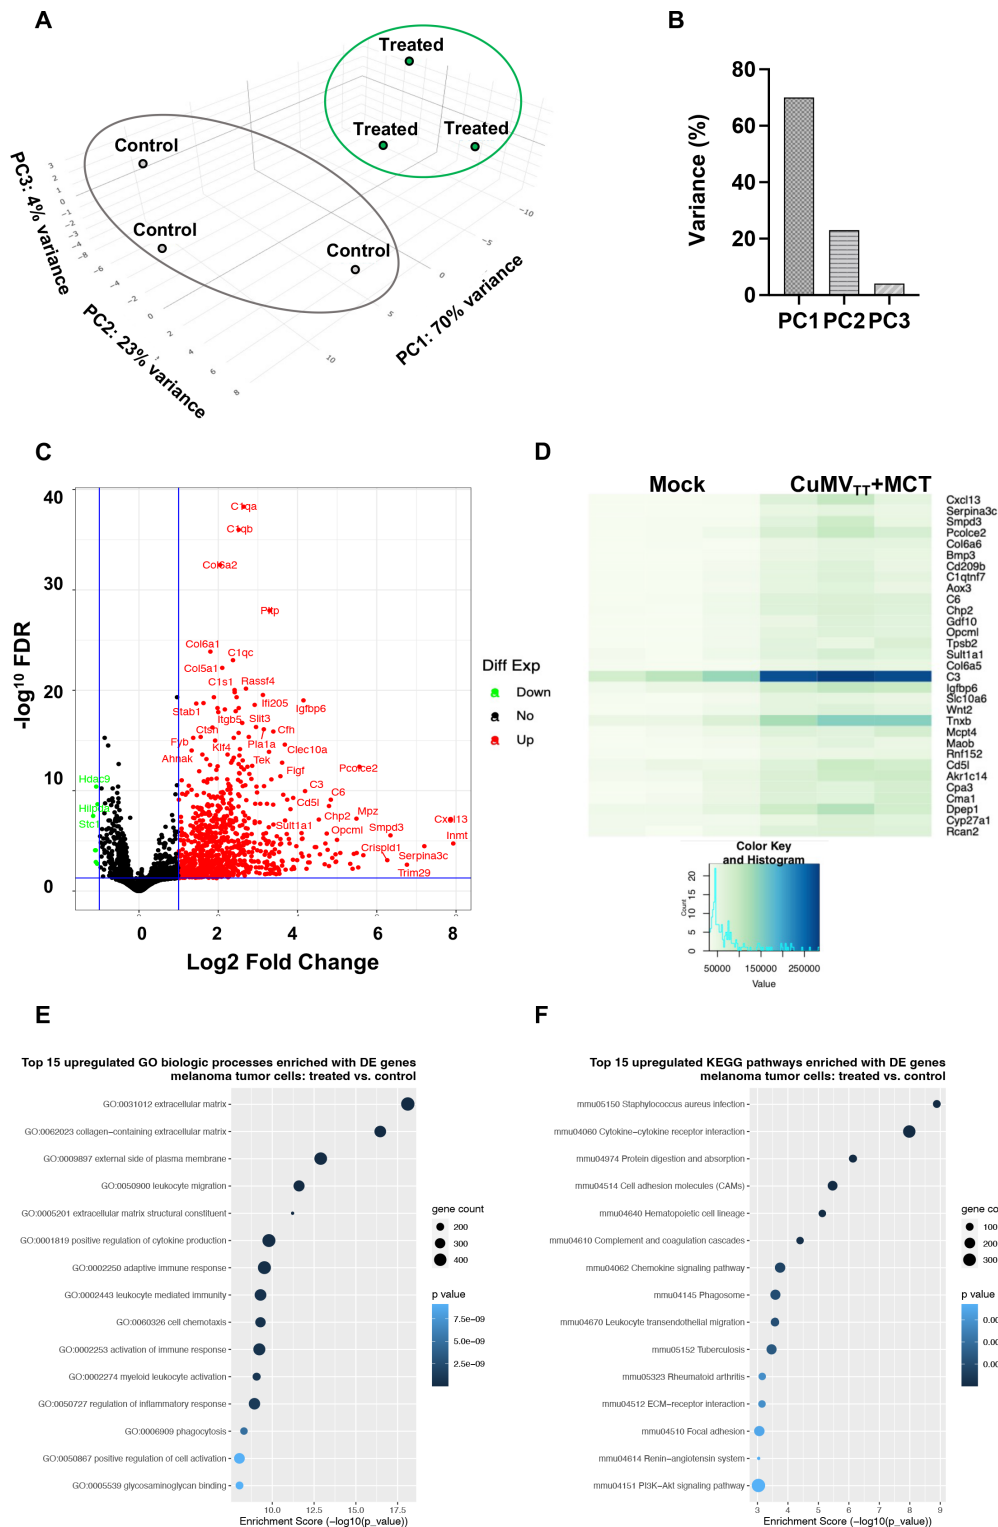 A
Treated
Treated
Treated
Control
Control
Control
PC3: 4% variance
PC2: 23% variance
PC1: 70% variance
-10
-5
0
5
10
B
Variance (%)
80
60
40
20
0
PC1 PC2 PC3
C
-log10 FDR
40
30
20
10
0
C1qa
C1qb
Col6a2
Pltp
Col6a1
C1qc
Col5a1
C1s1
Rassf4
Ifi205
Igfbp6
Stab1
Itgb5
Slit3
Ctsh
Cfh
Fyb
Klf4
Pla1a
Clec10a
Ahnak
Tek
Pcolce2
Figf
Hdac9
C3
C6
Cd5l
Hilpda
Chp2
Mpz
Stc1
Sult1a1
Opcml
Smpd3
Cxcl13
Inmt
Crispld1
Serpina3c
Trim29
0
2
4
6
8
Log2 Fold Change
Diff Exp
Down
No
Up
D
Mock
CuMVTT+MCT
Cxcl13
Serpina3c
Smpd3
Pcolce2
Col6a6
Bmp3
Cd209b
C1qtnf7
Aox3
C6
Chp2
Gdf10
Opcml
Tpsb2
Sult1a1
Col6a5
C3
Igfbp6
Slc10a6
Wnt2
Tnxb
Mcpt4
Maob
Rnf152
Cd5l
Akr1c14
Cpa3
Cma1
Dpep1
Cyp27a1
Rcan2
Color Key
and Histogram
Count
0 5 10 20
50000 150000 250000
Value
E
Top 15 upregulated GO biologic processes enriched with DE genes
melanoma tumor cells: treated vs. control
GO:0031012 extracellular matrix
GO:0062023 collagen-containing extracellular matrix
GO:0009897 external side of plasma membrane
GO:0050900 leukocyte migration
GO:0005201 extracellular matrix structural constituent
GO:0001819 positive regulation of cytokine production
GO:0002250 adaptive immune response
GO:0002443 leukocyte mediated immunity
GO:0060326 cell chemotaxis
GO:0002253 activation of immune response
GO:0002274 myeloid leukocyte activation
GO:0050727 regulation of inflammatory response
GO:0006909 phagocytosis
GO:0050867 positive regulation of cell activation
GO:0005539 glycosaminoglycan binding
10.0 12.5 15.0 17.5
Enrichment Score (−log10(p_value))
gene count
200
300
400
p value
7.5e-09
5.0e-09
2.5e-09
F
Top 15 upregulated KEGG pathways enriched with DE genes
melanoma tumor cells: treated vs. control
mmu05150 Staphylococcus aureus infection
mmu04060 Cytokine-cytokine receptor interaction
mmu04974 Protein digestion and absorption
mmu04514 Cell adhesion molecules (CAMs)
mmu04640 Hematopoietic cell lineage
mmu04610 Complement and coagulation cascades
mmu04062 Chemokine signaling pathway
mmu04145 Phagosome
mmu04670 Leukocyte transendothelial migration
mmu05152 Tuberculosis
mmu05323 Rheumatoid arthritis
mmu04512 ECM-receptor interaction
mmu04510 Focal adhesion
mmu04614 Renin-angiotensin system
mmu04151 PI3K-Akt signaling pathway
3 4 5 6 7 8 9
Enrichment Score (−log10(p_value))
gene co
100
200
300
p value
0.00
0.00
0.00